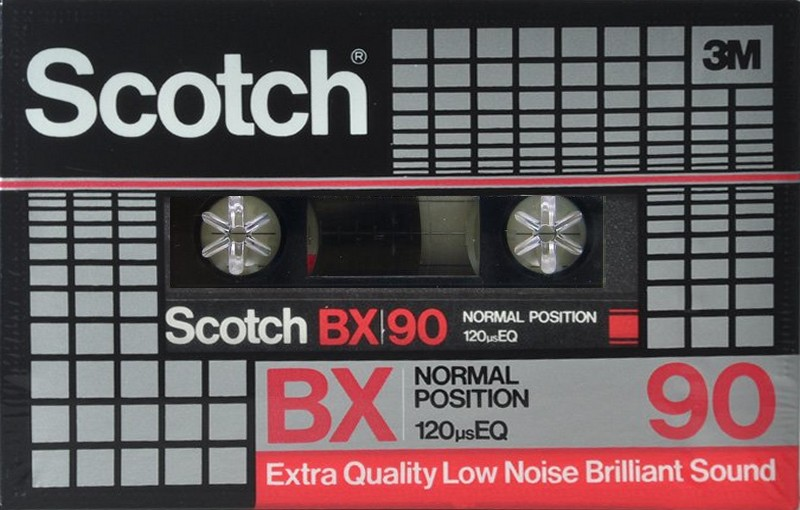 Scotch®
3M
Scotch BX|90 NORMAL POSITION
120µsEQ
BX NORMAL
POSITION
120µsEQ
90
Extra Quality Low Noise Brilliant Sound